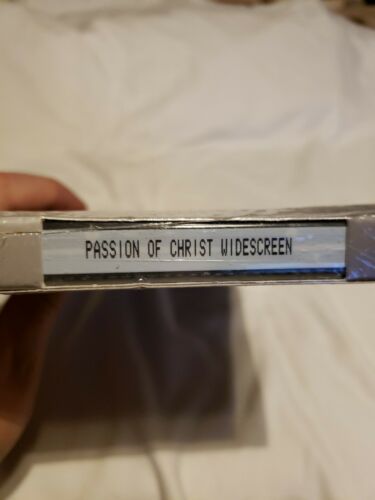 PASSION OF CHRIST WIDESCREEN